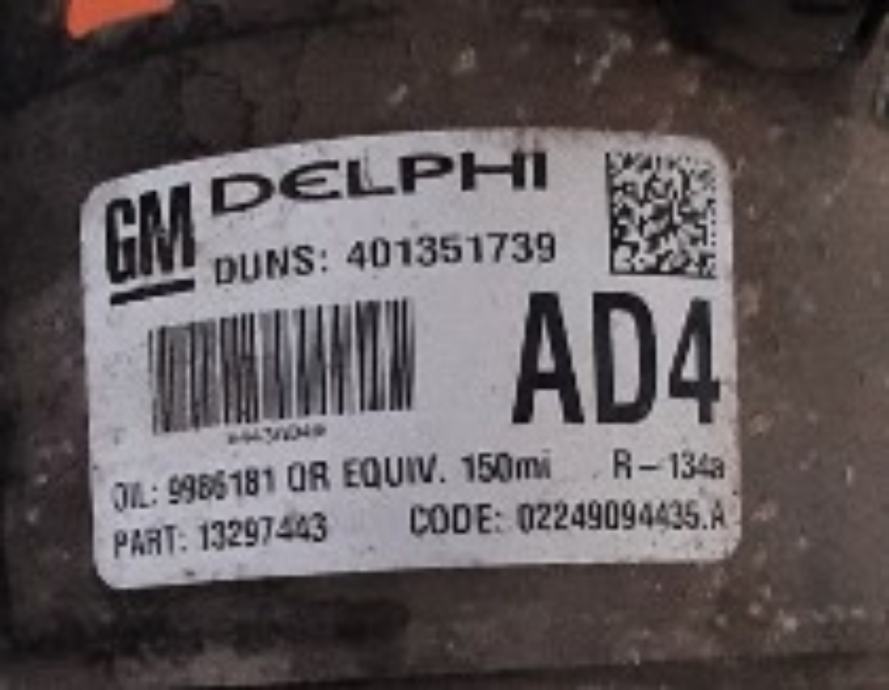 GM DELPHI
DUNS: 401351739
AD4
OIL: 9986181 OR EQUIV. 150ml R-134a
PART: 13297443 CODE: 02249094435.A